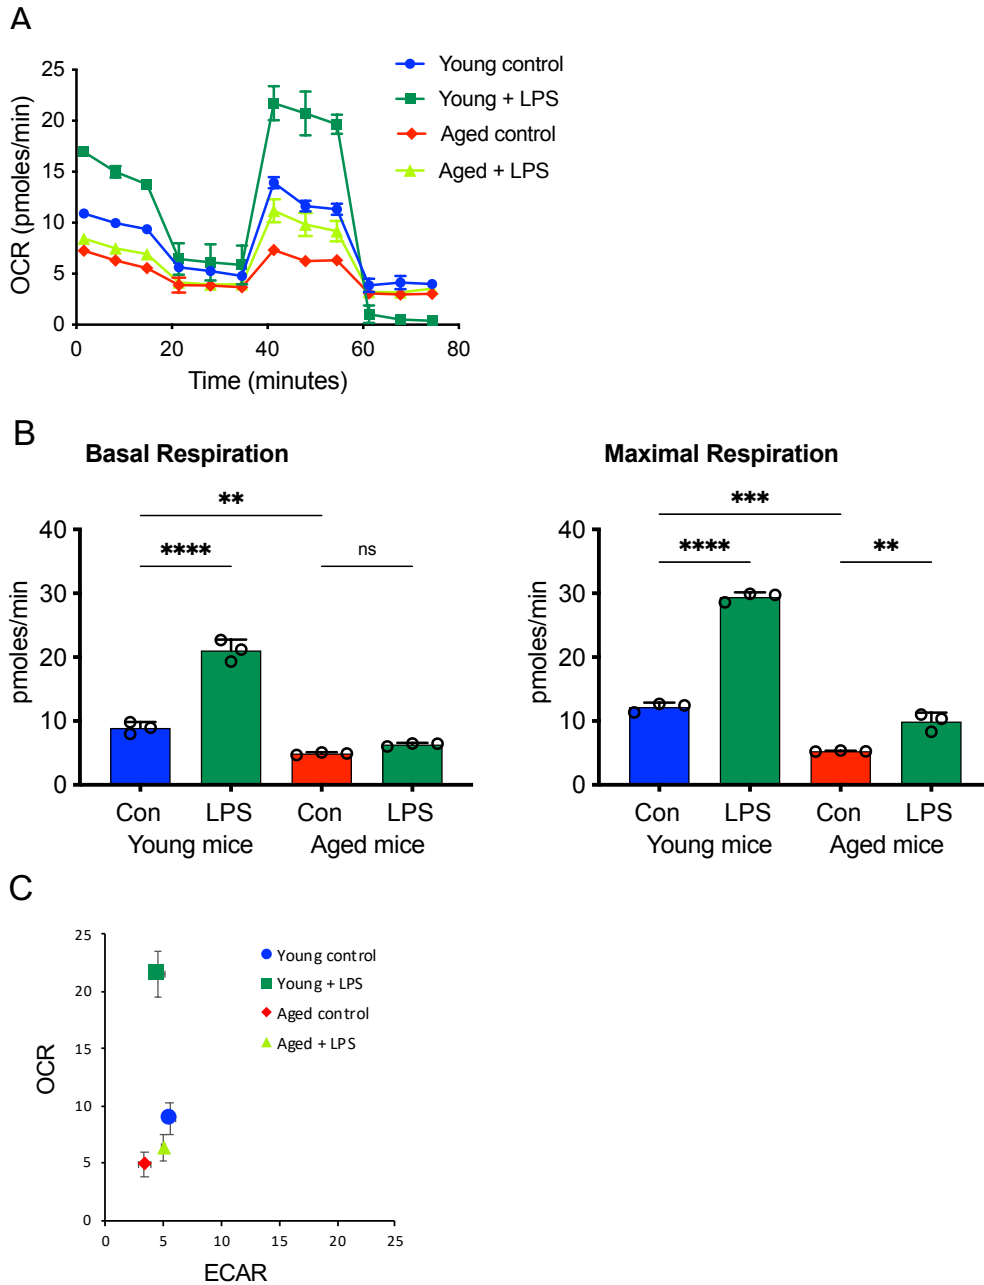 A
25
20
15
10
5
0
OCR (pmoles/min)
0 20 40 60 80
Time (minutes)
Young control
Young + LPS
Aged control
Aged + LPS
B
Basal Respiration
**
****
ns
40
30
20
10
0
pmoles/min
Con LPS Con LPS
Young mice Aged mice
Maximal Respiration
***
****
**
40
30
20
10
0
pmoles/min
Con LPS Con LPS
Young mice Aged mice
C
25
20
15
10
5
0
OCR
0 5 10 15 20 25
ECAR
Young control
Young + LPS
Aged control
Aged + LPS